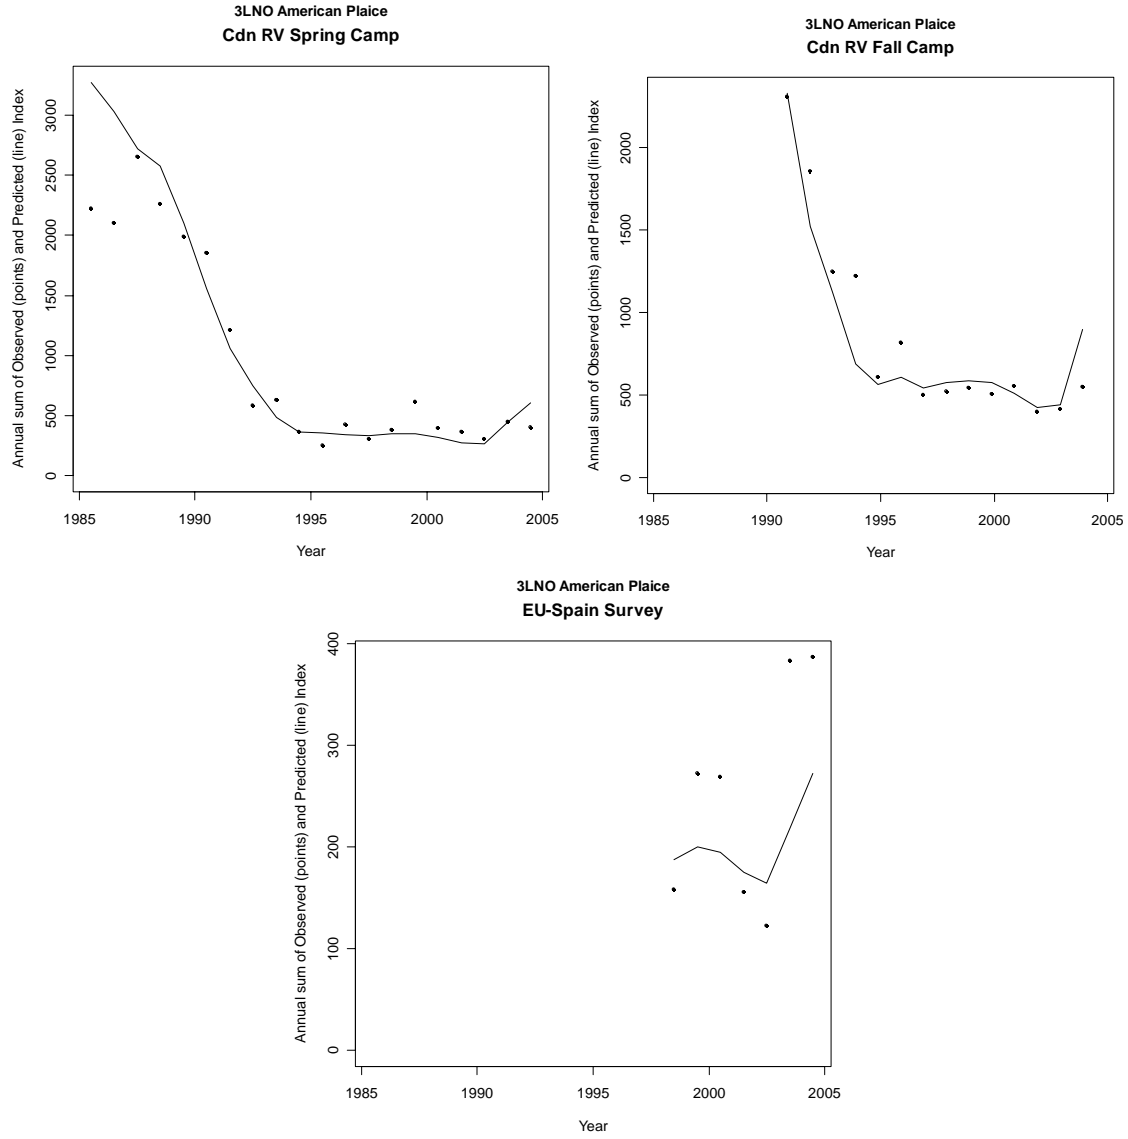 3LNO American Plaice
Cdn RV Spring Camp
Annual sum of Observed (points) and Predicted (line) Index
3000
2500
2000
1500
1000
500
0
1985 1990 1995 2000 2005
Year
3LNO American Plaice
Cdn RV Fall Camp
Annual sum of Observed (points) and Predicted (line) Index
2000
1500
1000
500
0
1985 1990 1995 2000 2005
Year
3LNO American Plaice
EU-Spain Survey
Annual sum of Observed (points) and Predicted (line) Index
400
300
200
100
0
1985 1990 1995 2000 2005
Year